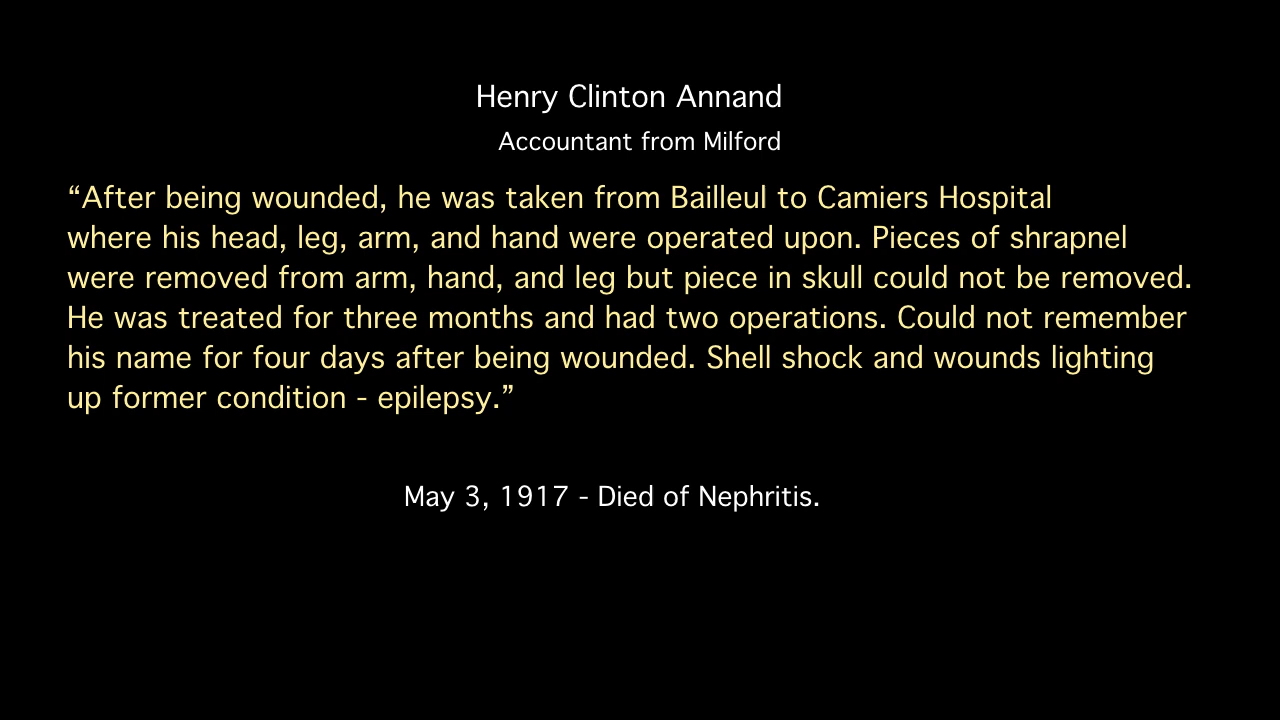 Henry Clinton Annand
Accountant from Milford
“After being wounded, he was taken from Bailleul to Camiers Hospital
where his head, leg, arm, and hand were operated upon. Pieces of shrapnel
were removed from arm, hand, and leg but piece in skull could not be removed.
He was treated for three months and had two operations. Could not remember
his name for four days after being wounded. Shell shock and wounds lighting
up former condition - epilepsy.”
May 3, 1917 - Died of Nephritis.